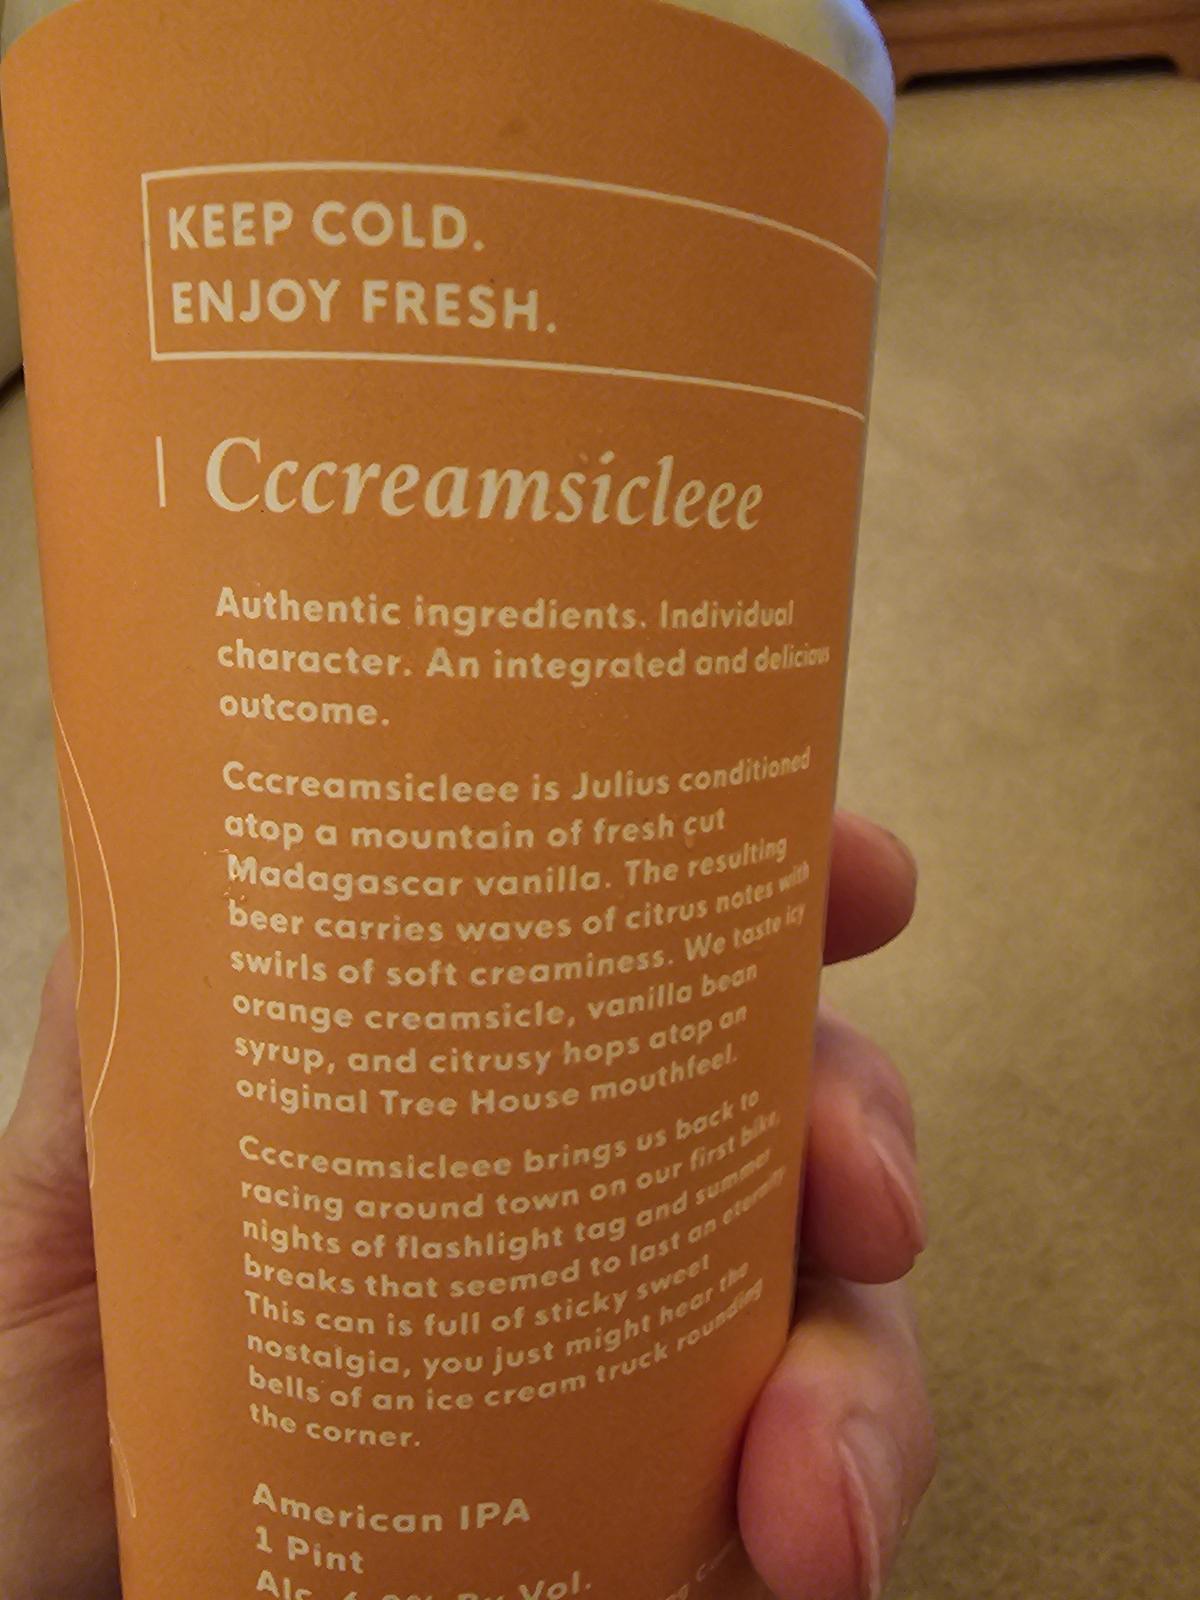 KEEP COLD.
ENJOY FRESH.
Cccreamsicleee
Authentic ingredients. Individual
character. An integrated and delicious
outcome.
Cccreamsicleee is Julius conditioned
atop a mountain of fresh cut
Madagascar vanilla. The resulting
beer carries waves of citrus notes with
swirls of soft creaminess. We taste icy
orange creamsicle, vanilla bean
syrup, and citrusy hops atop an
original Tree House mouthfeel.
Cccreamsicleee brings us back to
racing around town on our first bike,
nights of flashlight tag and summer
breaks that seemed to last an eternity
This can is full of sticky sweet
nostalgia, you just might hear the
bells of an ice cream truck rounding
the corner.
American IPA
1 Pint
Alc. By Vol.